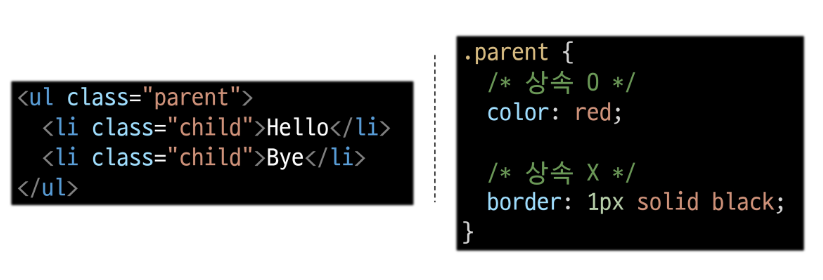 <ul class="parent">
  <li class="child">Hello</li>
  <li class="child">Bye</li>
</ul>
.parent {
  /* 상속 O */
  color: red;

  /* 상속 X */
  border: 1px solid black;
}